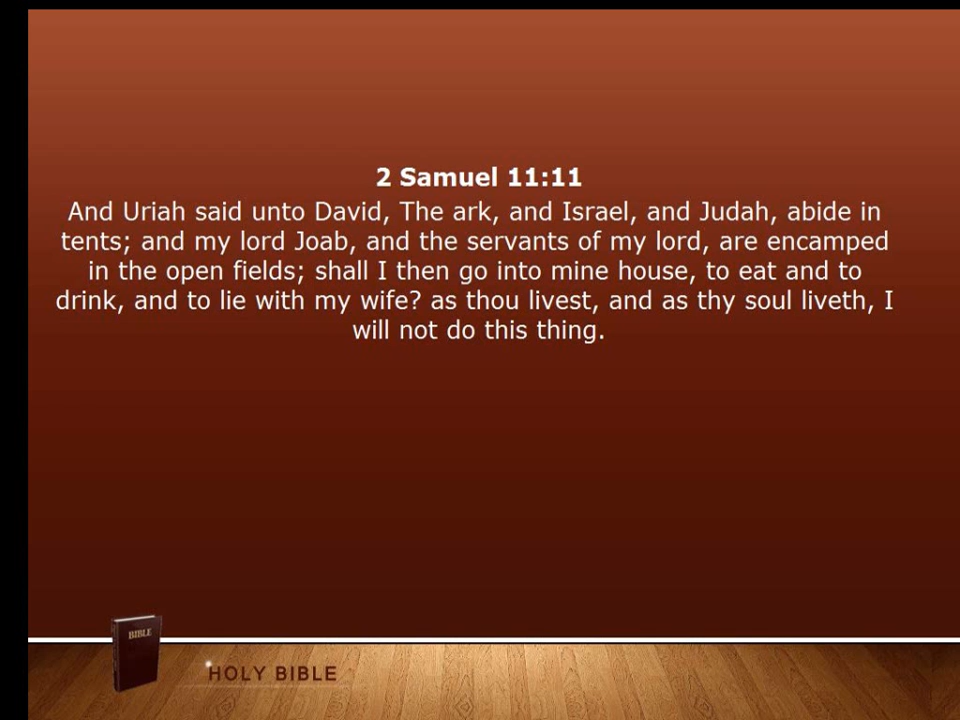 2 Samuel 11:11
And Uriah said unto David, The ark, and Israel, and Judah, abide in
tents; and my lord Joab, and the servants of my lord, are encamped
in the open fields; shall I then go into mine house, to eat and to
drink, and to lie with my wife? as thou livest, and as thy soul liveth, I
will not do this thing.
BIBLE
HOLY BIBLE